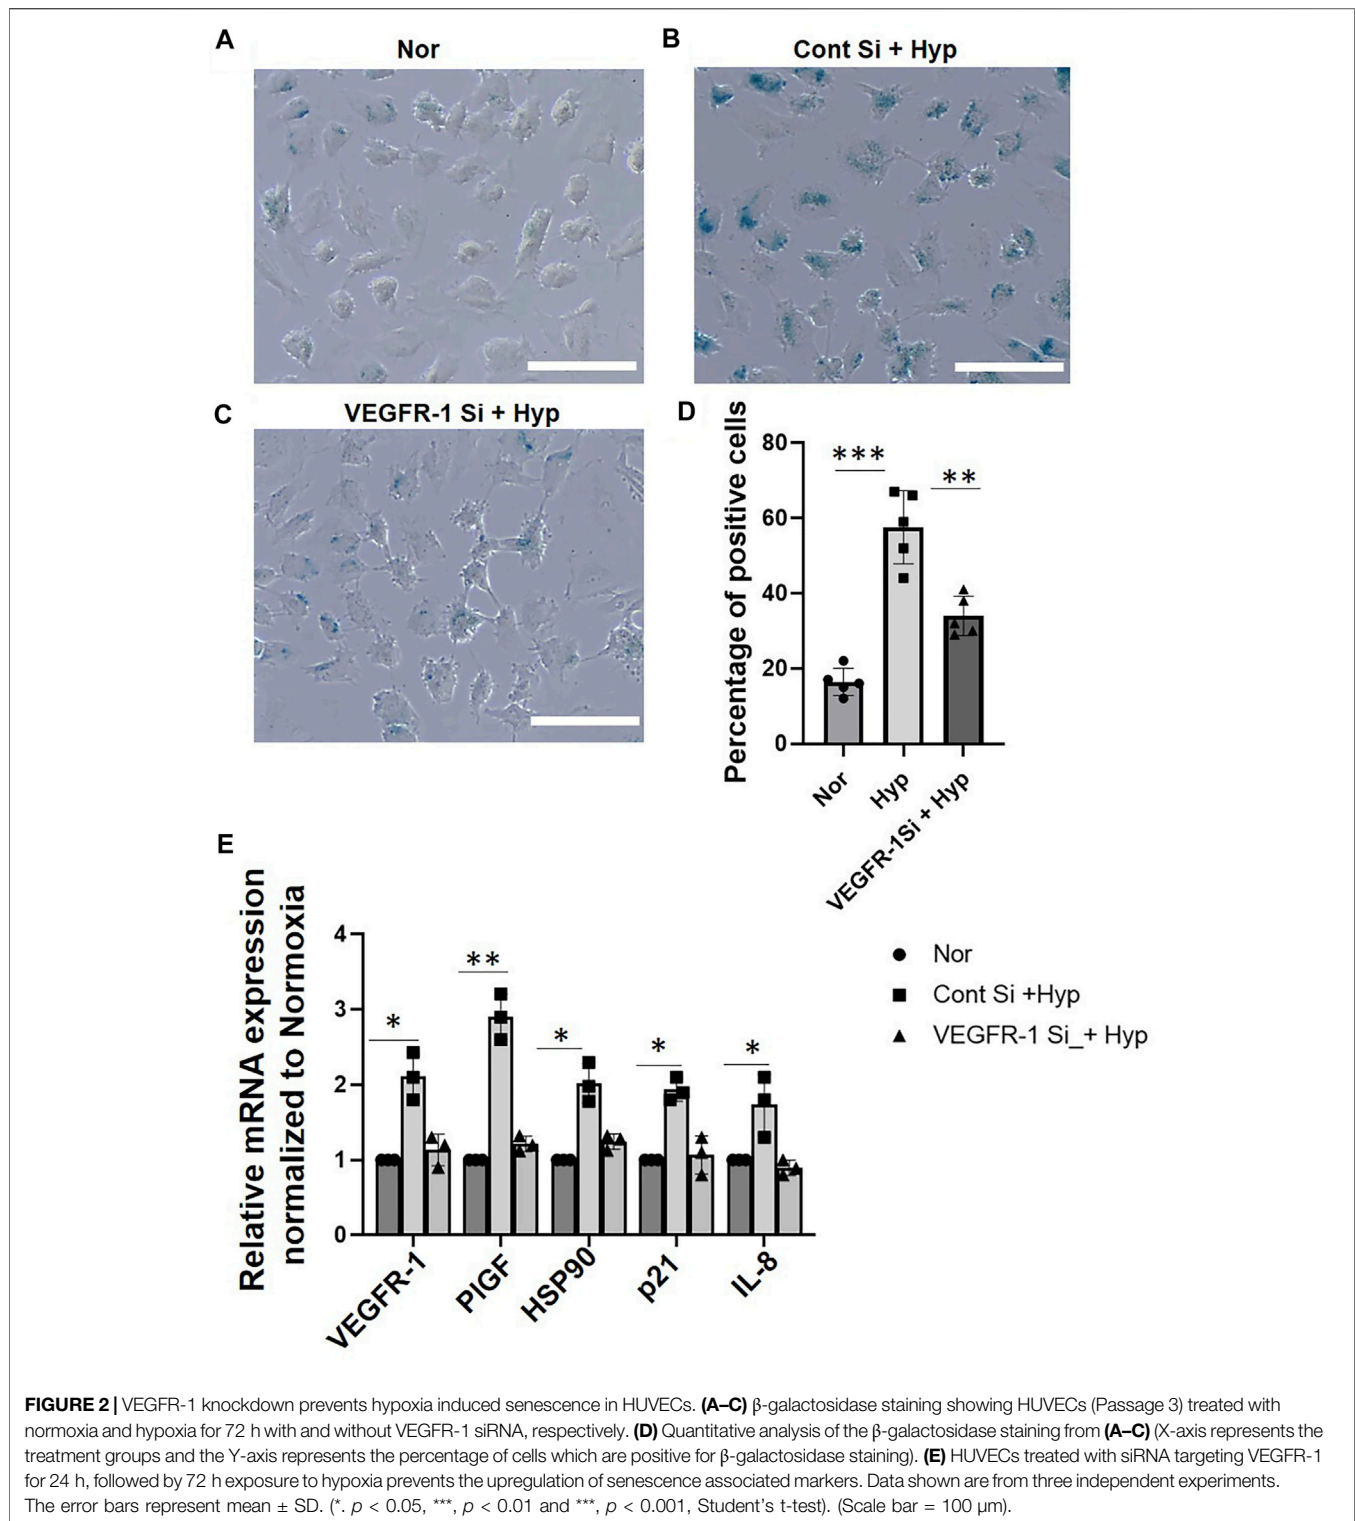 A
Nor
B
Cont Si + Hyp
C
VEGFR-1 Si + Hyp
D
Percentage of positive cells
80
60
40
20
0
***
**
Nor
Hyp
VEGFR-1Si + Hyp
E
Relative mRNA expression
normalized to Normoxia
4
3
2
1
0
*
**
*
*
*
VEGFR-1
PlGF
HSP90
p21
IL-8
Nor
Cont Si +Hyp
VEGFR-1 Si_+ Hyp
FIGURE 2 | VEGFR-1 knockdown prevents hypoxia induced senescence in HUVECs. (A–C) β-galactosidase staining showing HUVECs (Passage 3) treated with
normoxia and hypoxia for 72 h with and without VEGFR-1 siRNA, respectively. (D) Quantitative analysis of the β-galactosidase staining from (A–C) (X-axis represents the
treatment groups and the Y-axis represents the percentage of cells which are positive for β-galactosidase staining). (E) HUVECs treated with siRNA targeting VEGFR-1
for 24 h, followed by 72 h exposure to hypoxia prevents the upregulation of senescence associated markers. Data shown are from three independent experiments.
The error bars represent mean ± SD. (*. p < 0.05, ***, p < 0.01 and ***, p < 0.001, Student's t-test). (Scale bar = 100 μm).